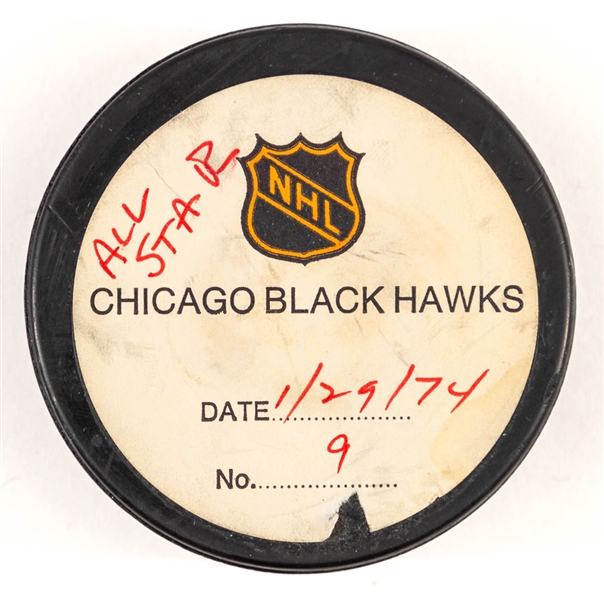 ALL
STAR
NHL
CHICAGO BLACK HAWKS
DATE....1/29/74....
No.....9....